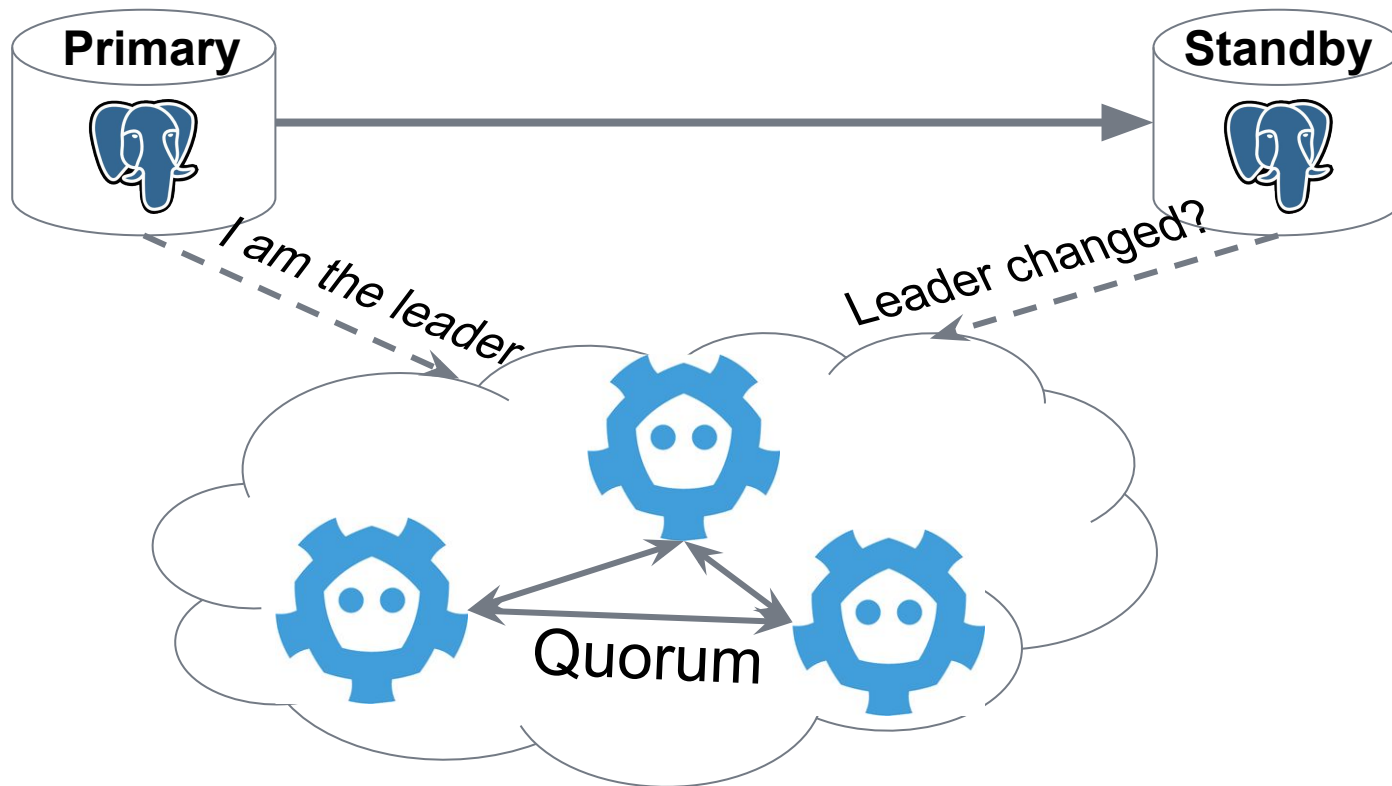 Primary
Standby
I am the leader
Leader changed?
Quorum